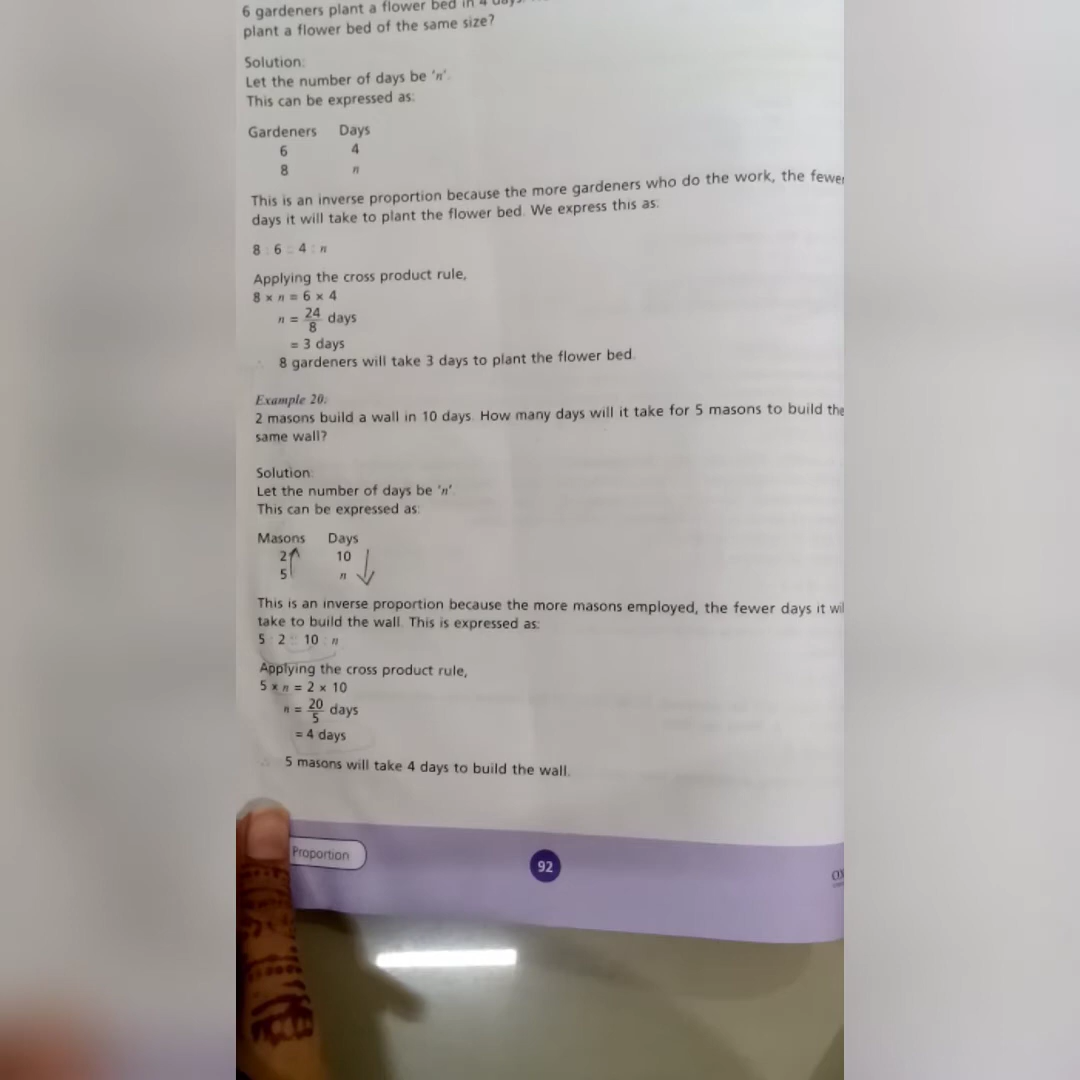 6 gardeners plant a flower bed in 4 days.
plant a flower bed of the same size?
Solution:
Let the number of days be 'n'.
This can be expressed as:
Gardeners Days
6 4
8 n
This is an inverse proportion because the more gardeners who do the work, the fewer
days it will take to plant the flower bed. We express this as:
8 : 6 :: 4 : n
Applying the cross product rule,
8 × n = 6 × 4
n = 24/8 days
= 3 days
∴ 8 gardeners will take 3 days to plant the flower bed.
Example 20:
2 masons build a wall in 10 days. How many days will it take for 5 masons to build the
same wall?
Solution:
Let the number of days be 'n'.
This can be expressed as:
Masons Days
2 10
5 n
This is an inverse proportion because the more masons employed, the fewer days it wil
take to build the wall. This is expressed as:
5 : 2 :: 10 : n
Applying the cross product rule,
5 × n = 2 × 10
n = 20/5 days
= 4 days
∴ 5 masons will take 4 days to build the wall.
Proportion
92